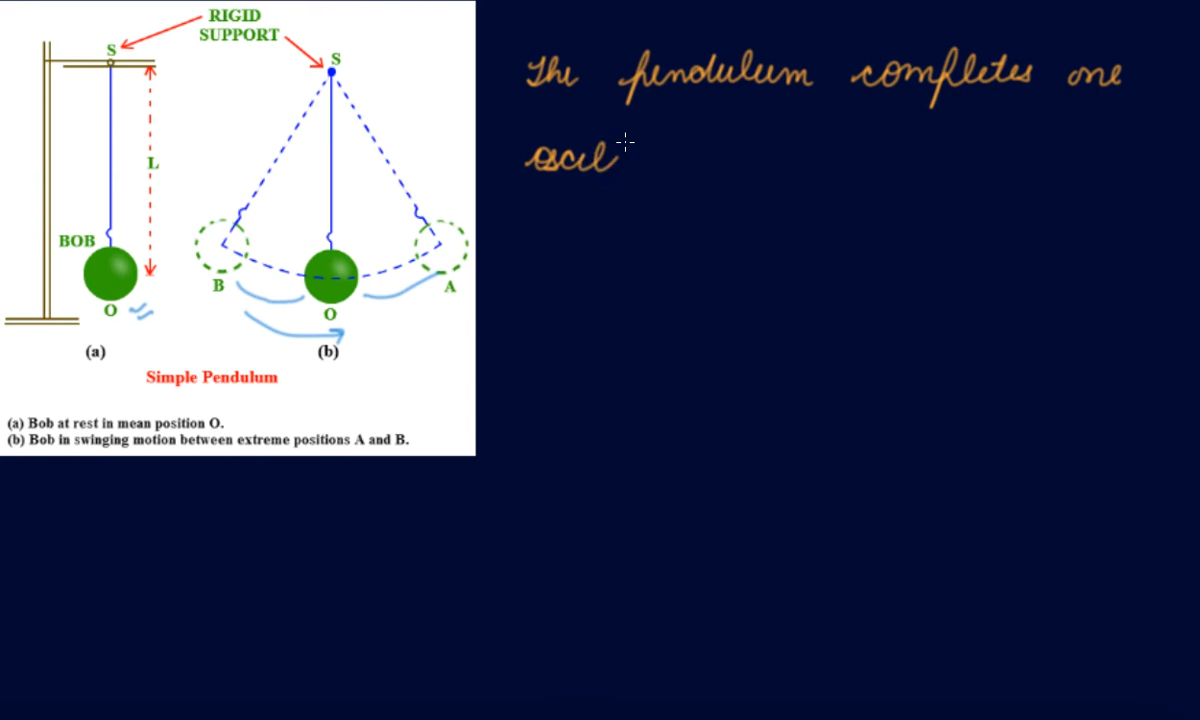 RIGID
SUPPORT
S
S
L
BOB
B
A
O
O
(a)
(b)
Simple Pendulum
(a) Bob at rest in mean position O.
(b) Bob in swinging motion between extreme positions A and B.
The pendulum completes one
oscil